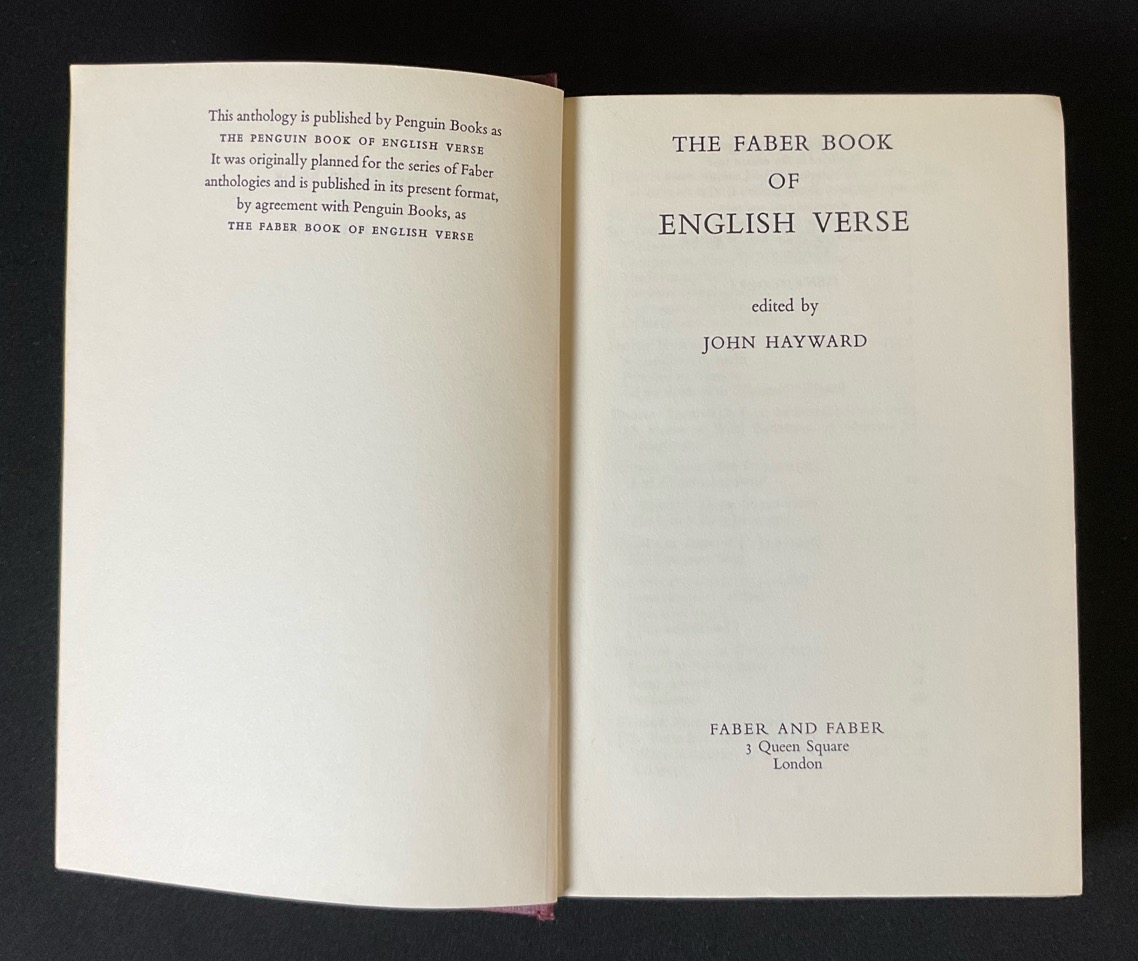 This anthology is published by Penguin Books as
THE PENGUIN BOOK OF ENGLISH VERSE
It was originally planned for the series of Faber
anthologies and is published in its present format,
by agreement with Penguin Books, as
THE FABER BOOK OF ENGLISH VERSE
THE FABER BOOK
OF
ENGLISH VERSE
edited by
JOHN HAYWARD
FABER AND FABER
3 Queen Square
London